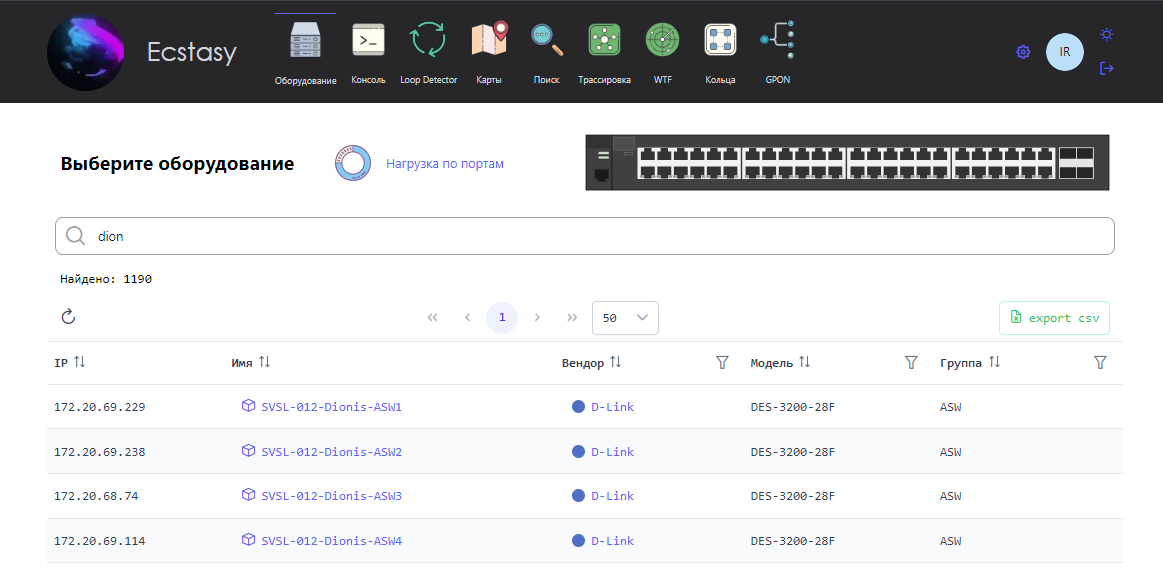 Ecstasy
Оборудование Консоль Loop Detector Карты Поиск Трассировка WTF Кольца GPON
IR
Выберите оборудование
Нагрузка по портам
dion
Найдено: 1190
« ‹ 1 › » 50
export csv
IP Имя Вендор Модель Группа
172.20.69.229 SVSL-012-Dionis-ASW1 D-Link DES-3200-28F ASW
172.20.69.238 SVSL-012-Dionis-ASW2 D-Link DES-3200-28F ASW
172.20.68.74 SVSL-012-Dionis-ASW3 D-Link DES-3200-28F ASW
172.20.69.114 SVSL-012-Dionis-ASW4 D-Link DES-3200-28F ASW